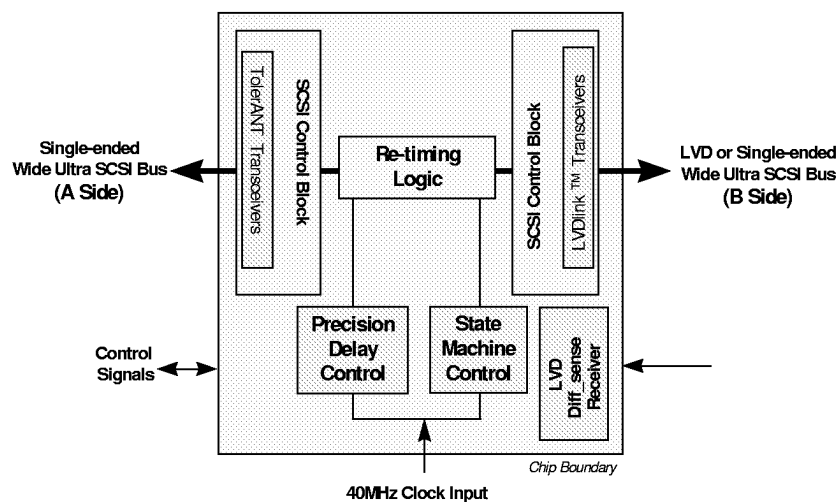 TolerANT Transceivers
SCSI Control Block
Single-ended
Wide Ultra SCSI Bus
(A Side)
Re-timing
Logic
SCSI Control Block
LVDlink ™ Transceivers
LVD or Single-ended
Wide Ultra SCSI Bus
(B Side)
Control
Signals
Precision
Delay
Control
State
Machine
Control
LVD
Diff_sense
Receiver
Chip Boundary
40MHz Clock Input